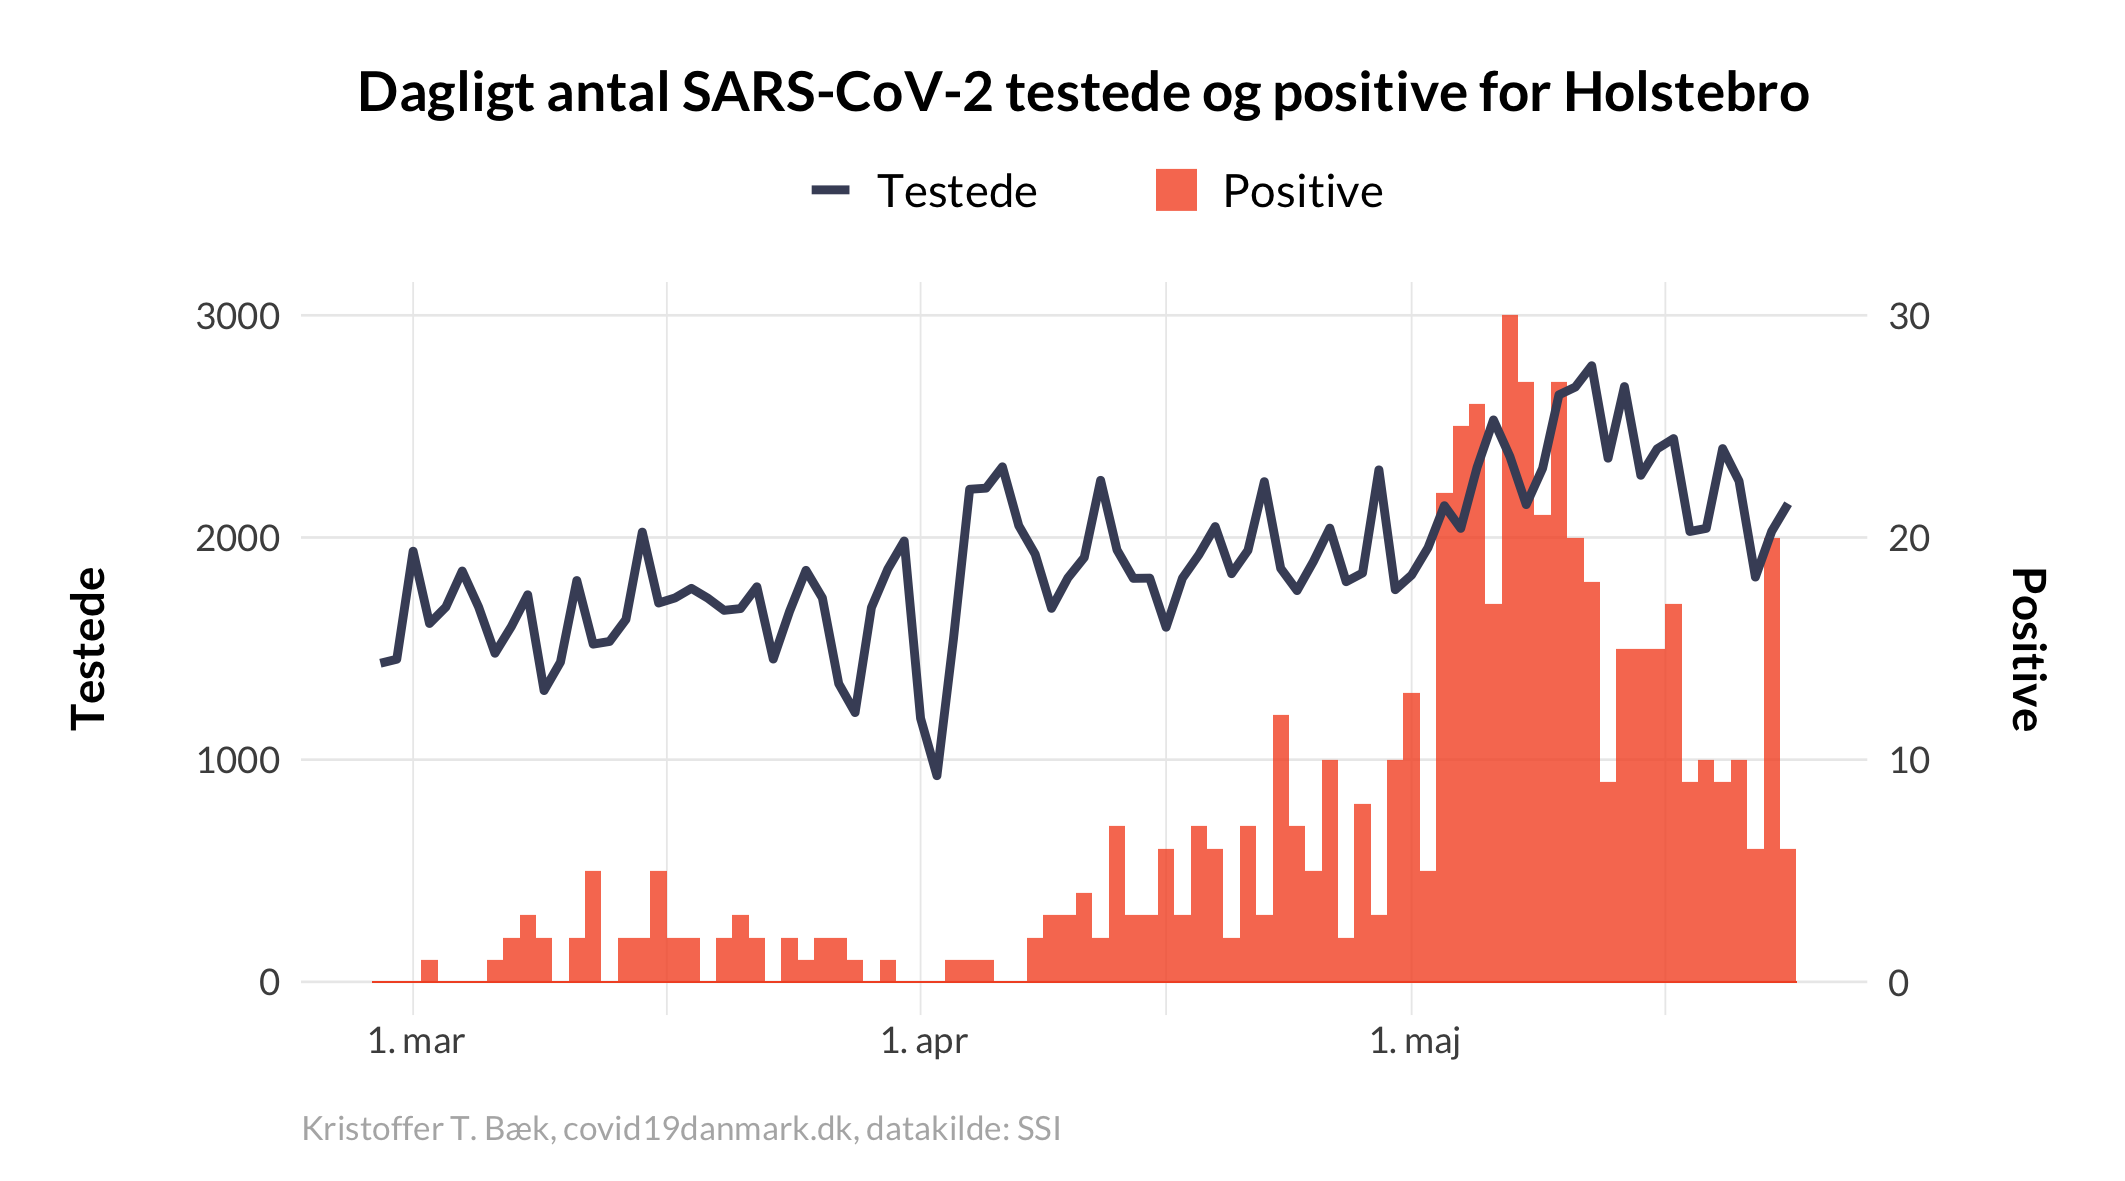 Dagligt antal SARS-CoV-2 testede og positive for Holstebro
Testede
Positive
3000
2000
1000
0
Testede
30
20
10
0
Positive
1. mar
1. apr
1. maj
Kristoffer T. Bæk, covid19danmark.dk, datakilde: SSI